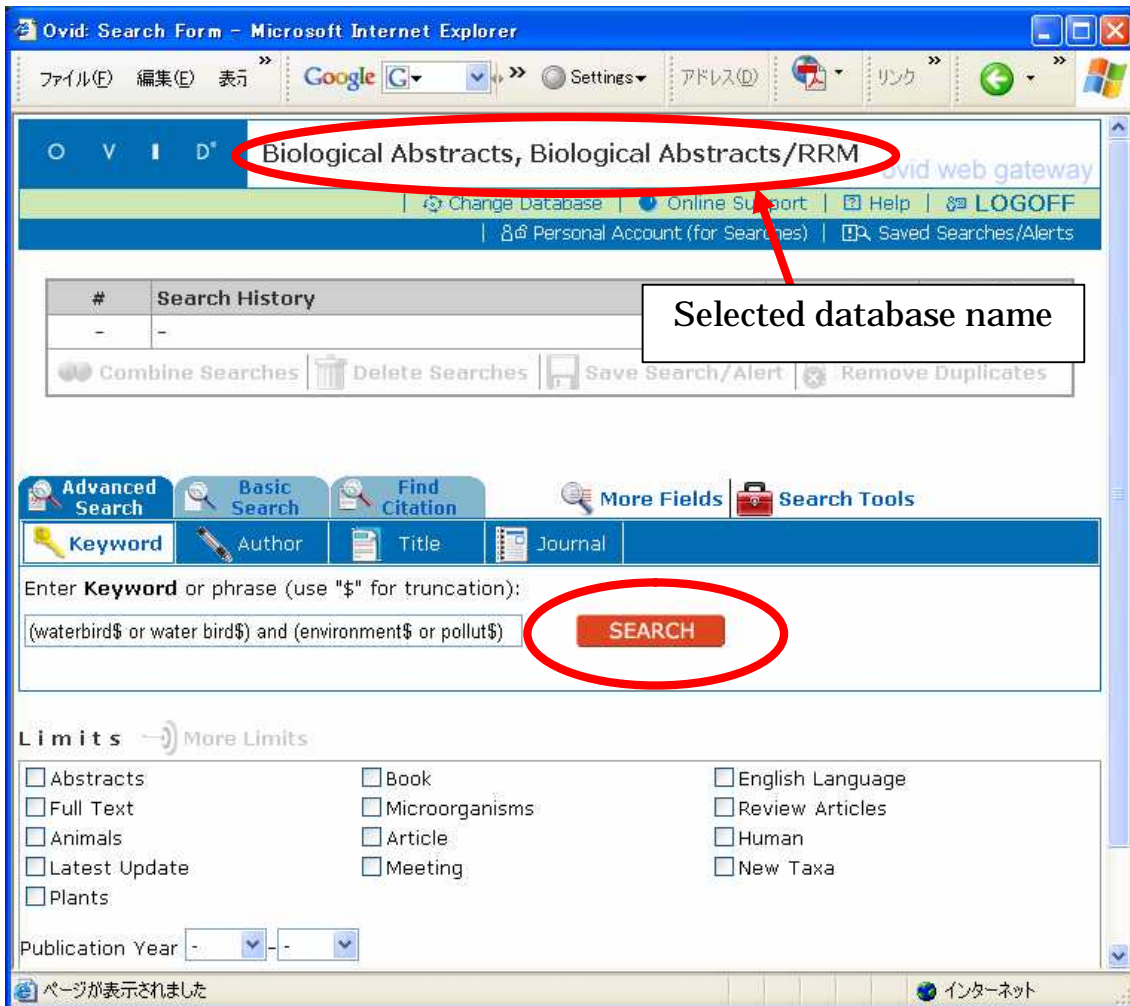 Ovid: Search Form - Microsoft Internet Explorer
ファイル(F) 編集(E) 表示 » Google G » Settings アドレス(D) リンク » »
O V I D® Biological Abstracts, Biological Abstracts/RRM
ovid web gateway
| Change Database | Online Support | Help | LOGOFF
| Personal Account (for Searches) | Saved Searches/Alerts
# Search History
Selected database name
- -
Combine Searches | Delete Searches | Save Search/Alert | Remove Duplicates
Advanced Search Basic Search Find Citation More Fields | Search Tools
Keyword Author Title Journal
Enter Keyword or phrase (use "$" for truncation):
(waterbird$ or water bird$) and (environment$ or pollut$) SEARCH
Limits More Limits
Abstracts Book English Language
Full Text Microorganisms Review Articles
Animals Article Human
Latest Update Meeting New Taxa
Plants
Publication Year - - -
ページが表示されました インターネット